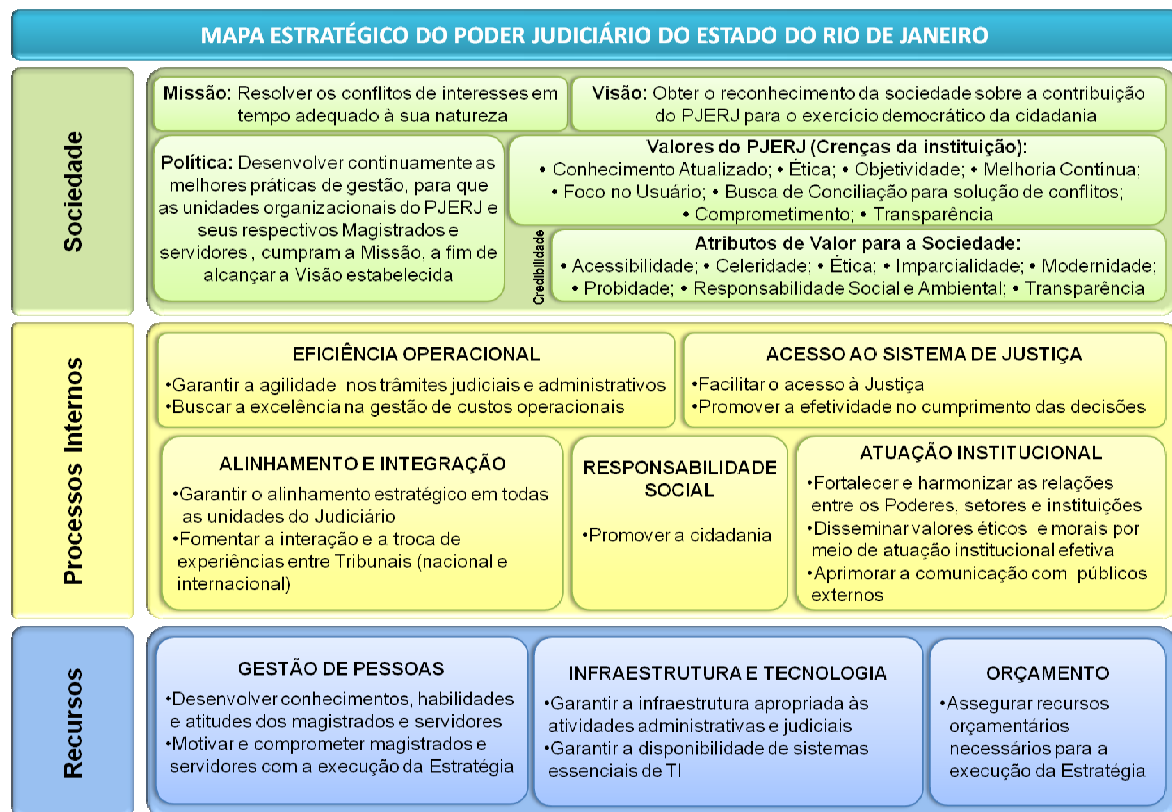 MAPA ESTRATÉGICO DO PODER JUDICIÁRIO DO ESTADO DO RIO DE JANEIRO
Sociedade
Missão: Resolver os conflitos de interesses em
tempo adequado à sua natureza
Visão: Obter o reconhecimento da sociedade sobre a contribuição
do PJERJ para o exercício democrático da cidadania
Política: Desenvolver continuamente as
melhores práticas de gestão, para que
as unidades organizacionais do PJERJ e
seus respectivos Magistrados e
servidores , cumpram a Missão, a fim de
alcançar a Visão estabelecida
Valores do PJERJ (Crenças da instituição):
• Conhecimento Atualizado; • Ética; • Objetividade; • Melhoria Contínua;
• Foco no Usuário; • Busca de Conciliação para solução de conflitos;
• Comprometimento; • Transparência
Credibilidade
Atributos de Valor para a Sociedade:
• Acessibilidade; • Celeridade; • Ética; • Imparcialidade; • Modernidade;
• Probidade; • Responsabilidade Social e Ambiental; • Transparência
Processos Internos
EFICIÊNCIA OPERACIONAL
•Garantir a agilidade nos trâmites judiciais e administrativos
•Buscar a excelência na gestão de custos operacionais
ACESSO AO SISTEMA DE JUSTIÇA
•Facilitar o acesso à Justiça
•Promover a efetividade no cumprimento das decisões
ALINHAMENTO E INTEGRAÇÃO
•Garantir o alinhamento estratégico em todas
as unidades do Judiciário
•Fomentar a interação e a troca de
experiências entre Tribunais (nacional e
internacional)
RESPONSABILIDADE
SOCIAL
•Promover a cidadania
ATUAÇÃO INSTITUCIONAL
•Fortalecer e harmonizar as relações
entre os Poderes, setores e instituições
•Disseminar valores éticos e morais por
meio de atuação institucional efetiva
•Aprimorar a comunicação com públicos
externos
Recursos
GESTÃO DE PESSOAS
•Desenvolver conhecimentos, habilidades
e atitudes dos magistrados e servidores
•Motivar e comprometer magistrados e
servidores com a execução da Estratégia
INFRAESTRUTURA E TECNOLOGIA
•Garantir a infraestrutura apropriada às
atividades administrativas e judiciais
•Garantir a disponibilidade de sistemas
essenciais de TI
ORÇAMENTO
•Assegurar recursos
orçamentários
necessários para a
execução da Estratégia